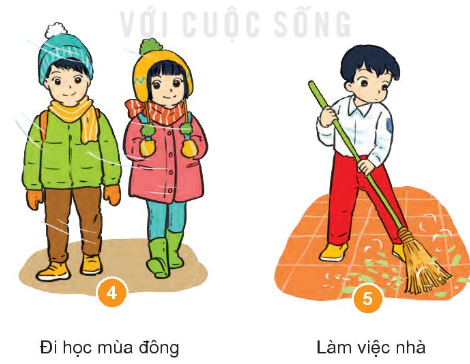 VỚI CUỘC SỐNG
4
5
Đi học mùa đông
Làm việc nhà